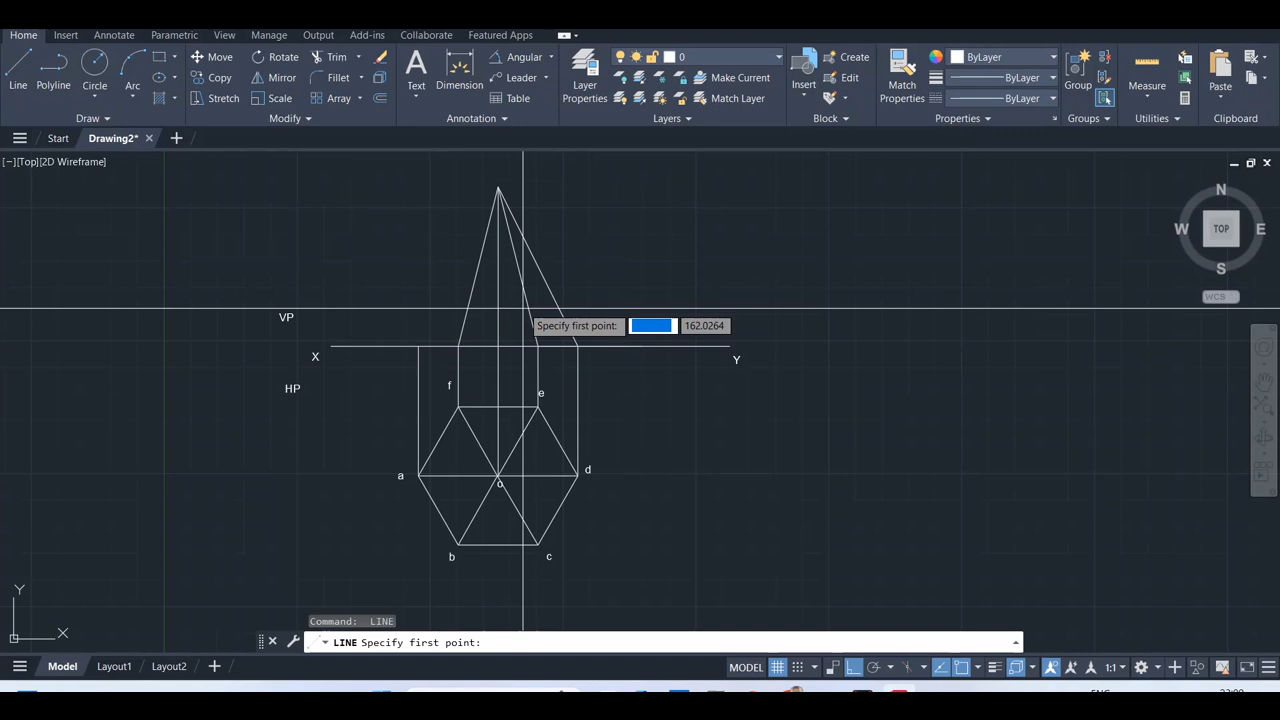 Home Insert Annotate Parametric View Manage Output Add-ins Collaborate Featured Apps
Line Polyline Circle Arc Move Rotate Trim Text Dimension Angular Layer Properties 0 Insert Create Match Properties ByLayer Group Measure Paste
Copy Mirror Fillet Leader Make Current Edit ByLayer
Stretch Scale Array Table Match Layer ByLayer
Draw Modify Annotation Layers Block Properties Groups Utilities Clipboard
Start Drawing2* +
[−][Top][2D Wireframe]
N
W TOP E
S
WCS
VP
Specify first point: 162.0264
X Y
HP
f e
a d
o
b c
Y
X
Command: LINE
LINE Specify first point:
Model Layout1 Layout2 + MODEL 1:1